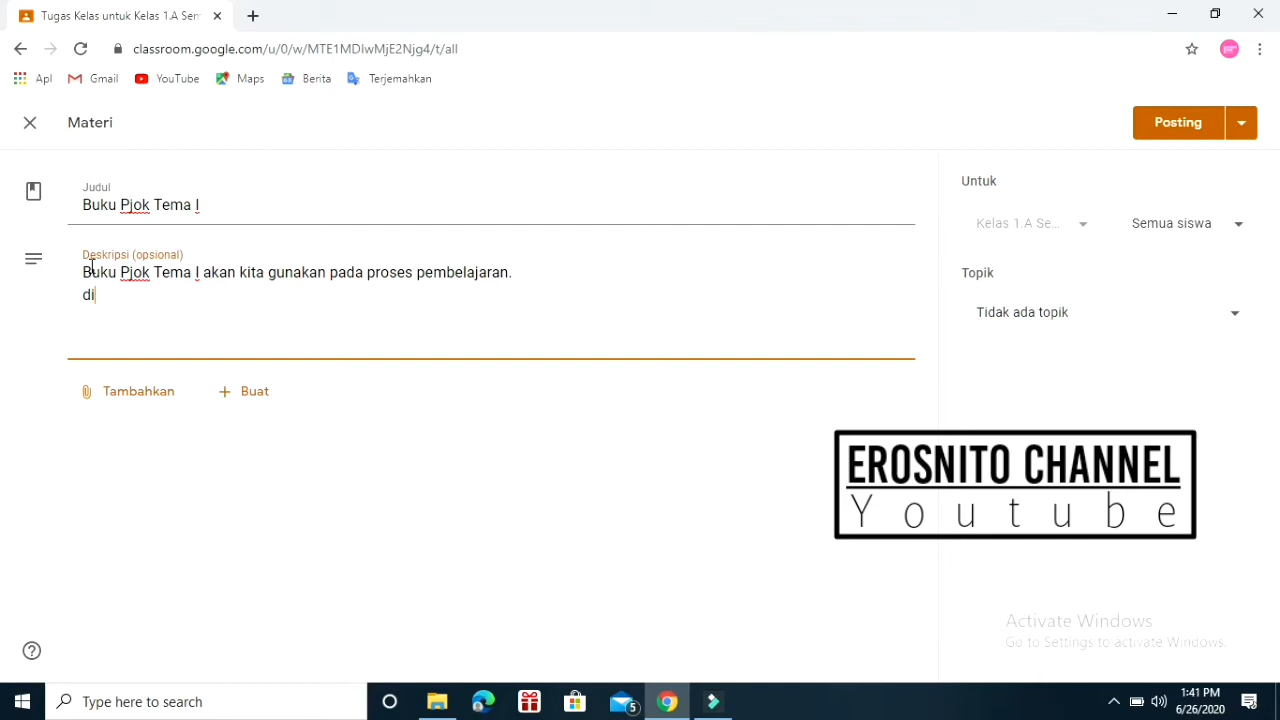 Tugas Kelas untuk Kelas 1.A Sem
classroom.google.com/u/0/w/MTE1MDIwMjE2Njg4/t/all
Apl Gmail YouTube Maps Berita Terjemahkan
Materi
Posting
Judul
Buku Pjok Tema I
Deskripsi (opsional)
Buku Pjok Tema I akan kita gunakan pada proses pembelajaran.
di
Tambahkan Buat
Untuk
Kelas 1.A Se... Semua siswa
Topik
Tidak ada topik
EROSNITO CHANNEL
Youtube
Activate Windows
Go to Settings to activate Windows.
Type here to search
5
1:41 PM
6/26/2020